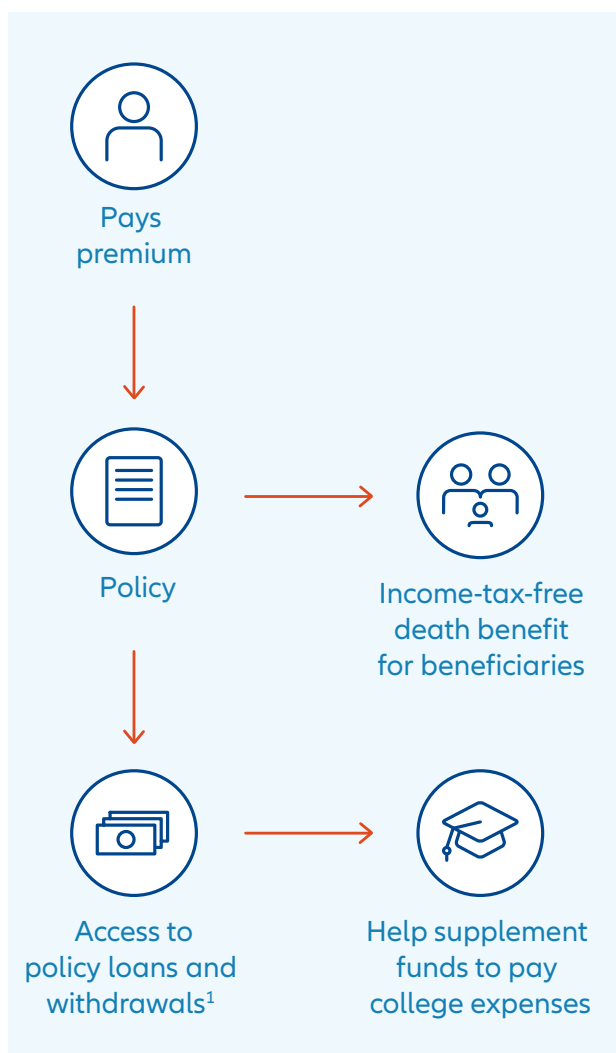 Pays
premium
Policy
Income-tax-free
death benefit
for beneficiaries
Access to
policy loans and
withdrawals¹
Help supplement
funds to pay
college expenses